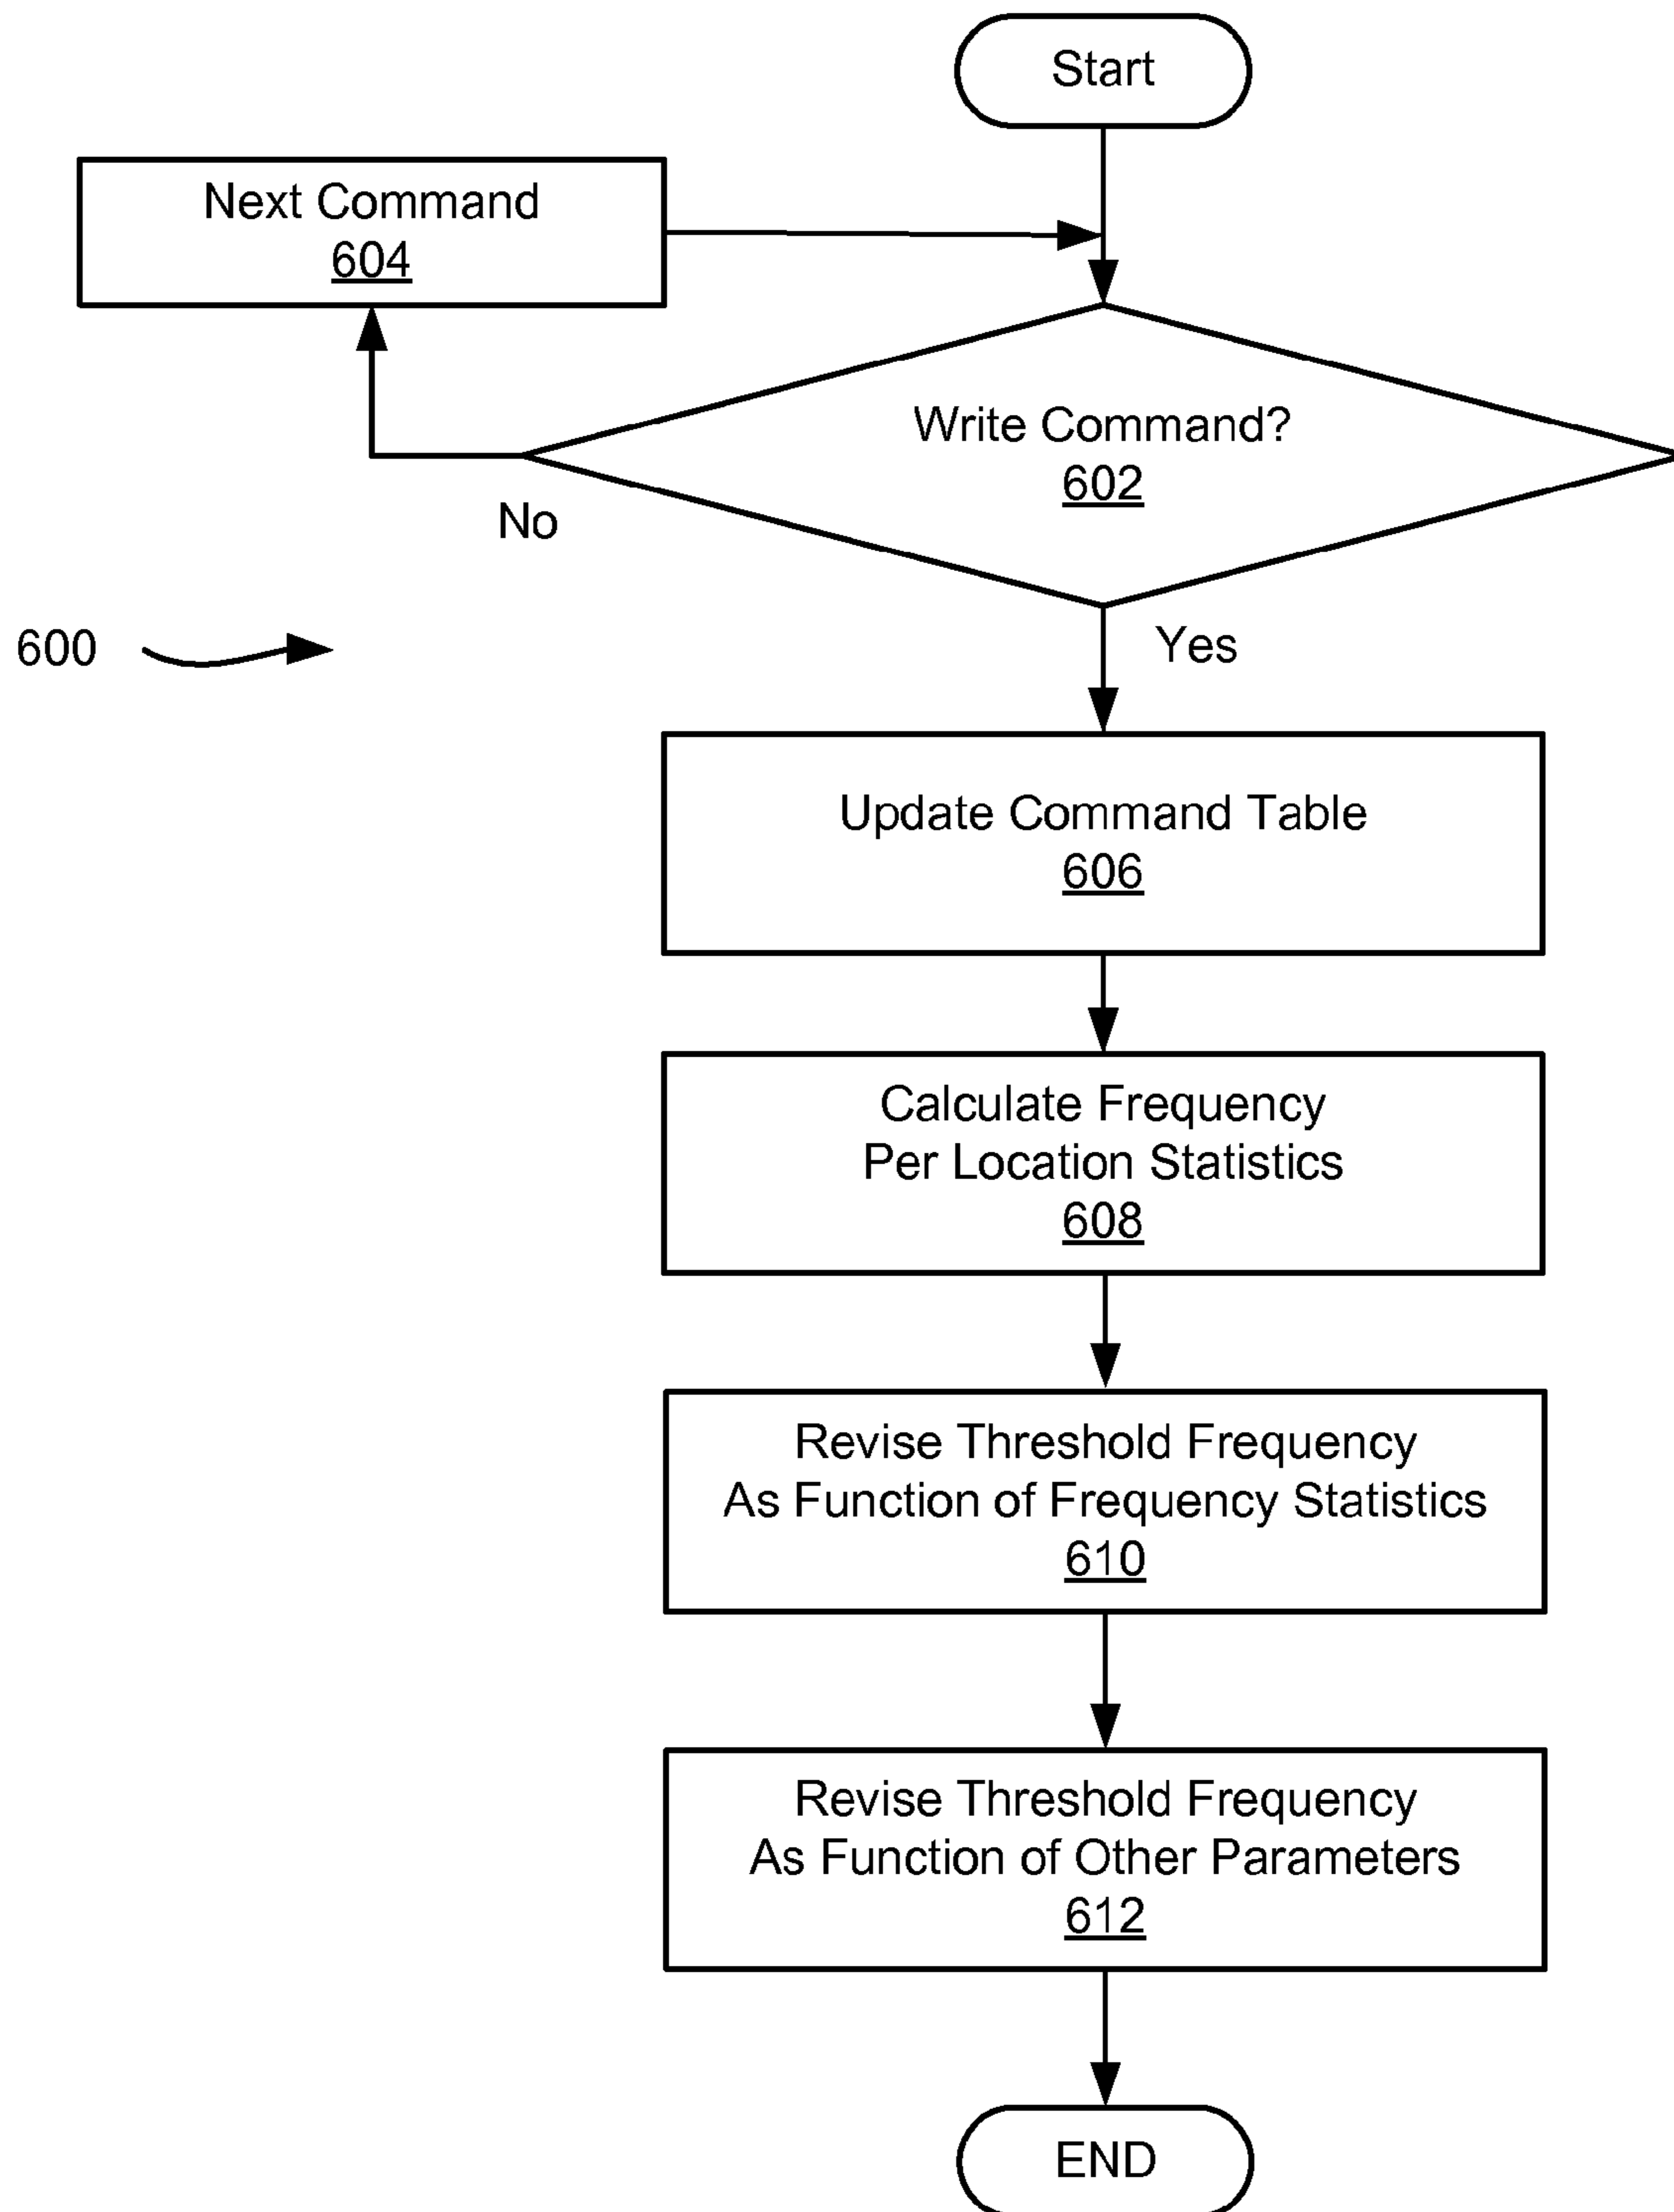 Start
Next Command
604
Write Command?
602
No
600
Yes
Update Command Table
606
Calculate Frequency
Per Location Statistics
608
Revise Threshold Frequency
As Function of Frequency Statistics
610
Revise Threshold Frequency
As Function of Other Parameters
612
END